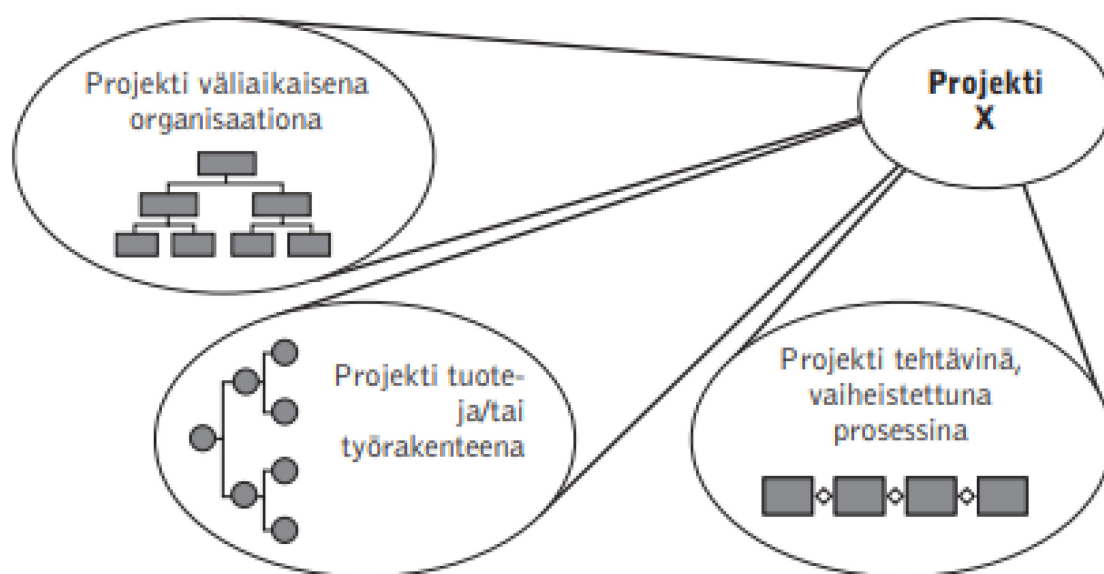 Projekti väliaikaisena
organisaationa
Projekti
X
Projekti tuote-
ja/tai
työrakenteena
Projekti tehtävinä,
vaiheistettuna
prosessina